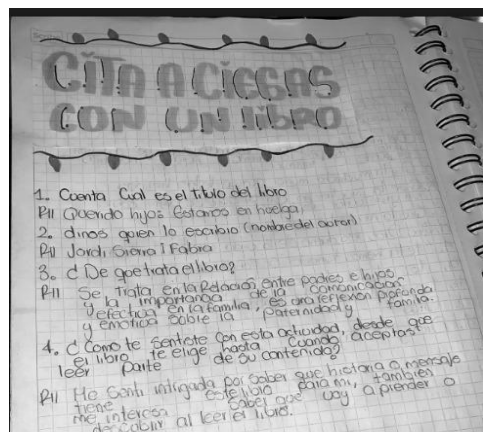 CITA A CIEGAS
CON UN LIBRO
1. Cuenta Cual es el titulo del libro
R// Querido hijos Estamos en huelga,
2. dinos quien lo escribio (nombre del autor)
R// Jordi Sierra I Fabra
3. ¿De que trata el libro?
R// Se Trata en la Relación entre padres e hijos
y la importancia de la comunicación
efectiva en la familia, es una reflexion profunda
y emotiva sobre la paternidad y familia.
4. ¿Como te sentiste con esta actividad, desde que
el libro te elige hasta cuando aceptas
leer parte de su contenido?
R// Me Senti intrigada por saber que historia o mensaje
tiene este libro para mi, también
me interesa saber que voy aprender o
descubrir al leer el libro.